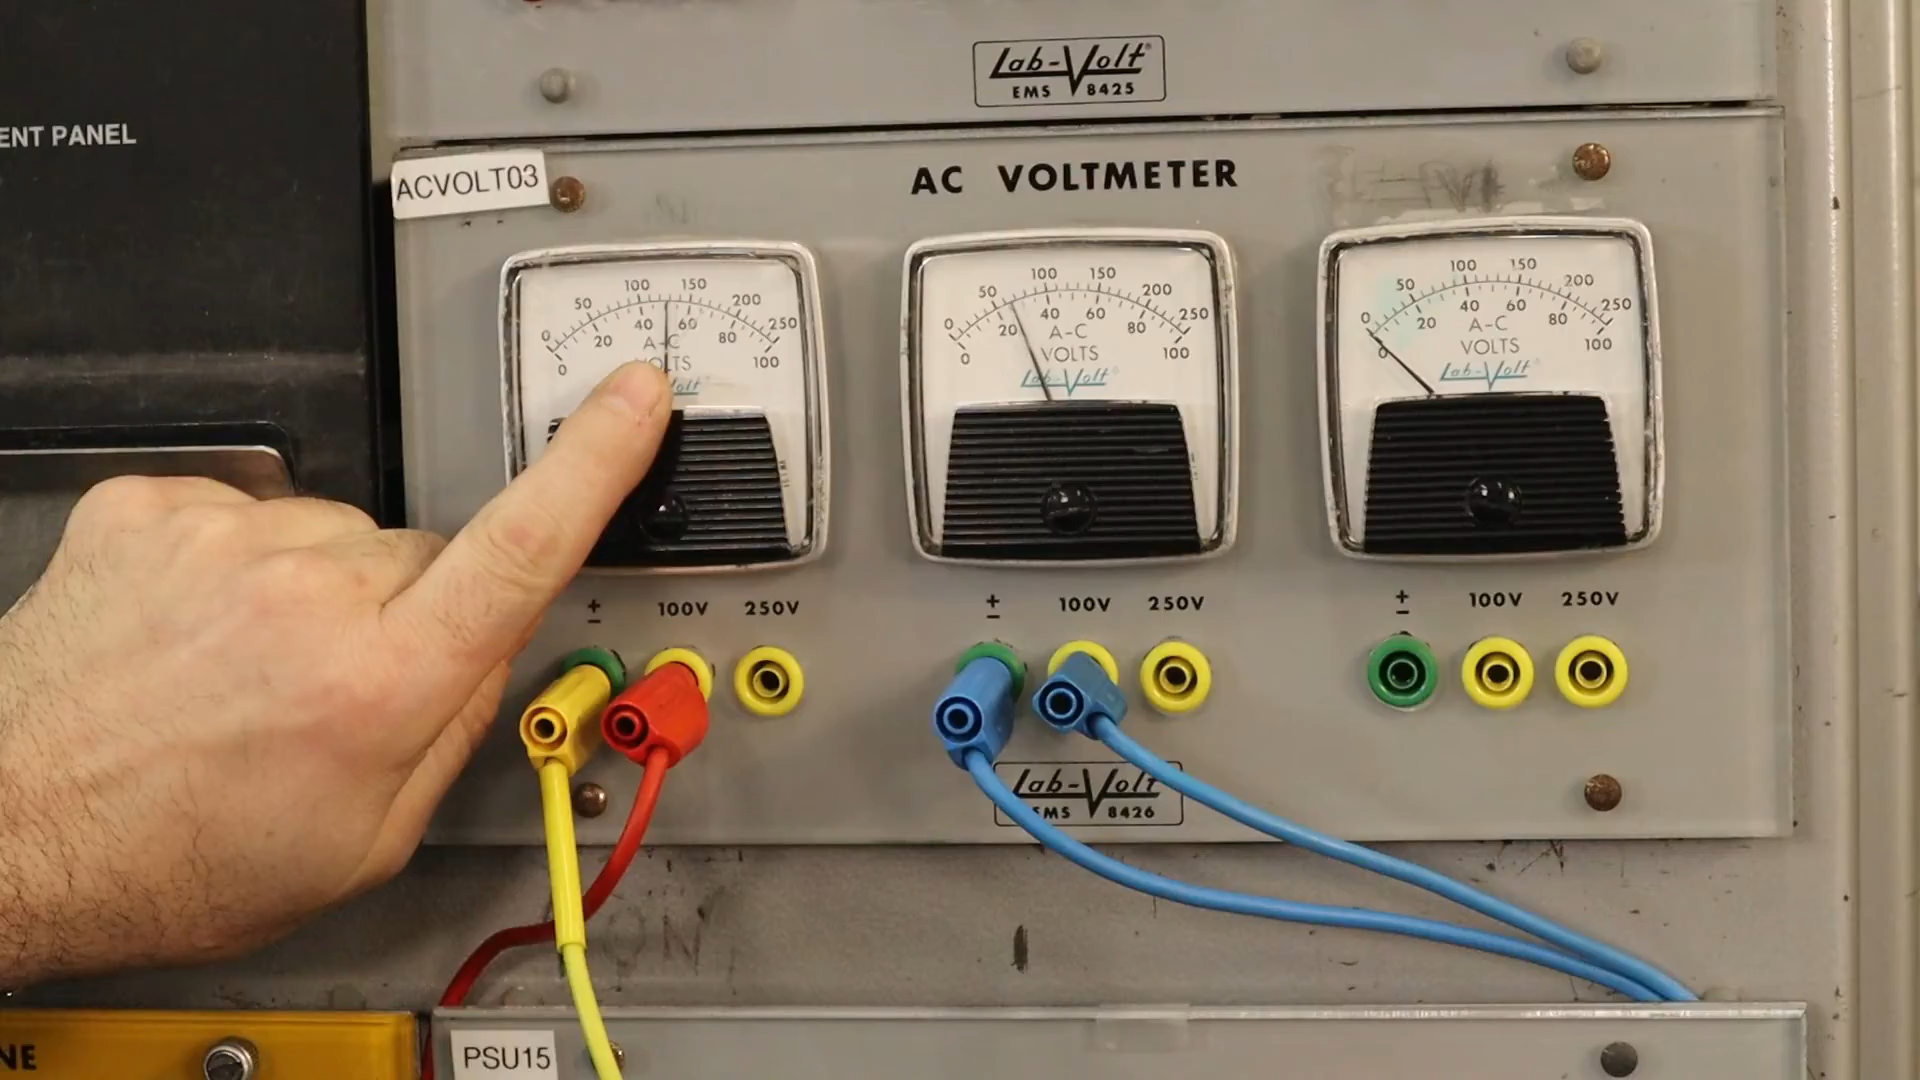 Lab-Volt®
EMS 8425
ENT PANEL
ACVOLT03
AC VOLTMETER
0 50 100 150 200 250
0 20 40 60 80 100
A-C
VOLTS
0 50 100 150 200 250
0 20 40 60 80 100
A-C
VOLTS
Lab-Volt®
0 50 100 150 200 250
0 20 40 60 80 100
A-C
VOLTS
Lab-Volt®
± 100V 250V
± 100V 250V
± 100V 250V
Lab-Volt
EMS 8426
NE
PSU15